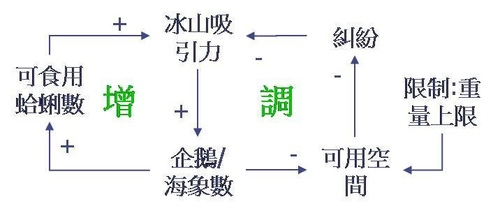 +
冰山吸
引力
-
糾紛
-
可食用
蛤蜊數
增
調
限制:重
量上限
+
+
企鵝/
海象數
-
可用空
間